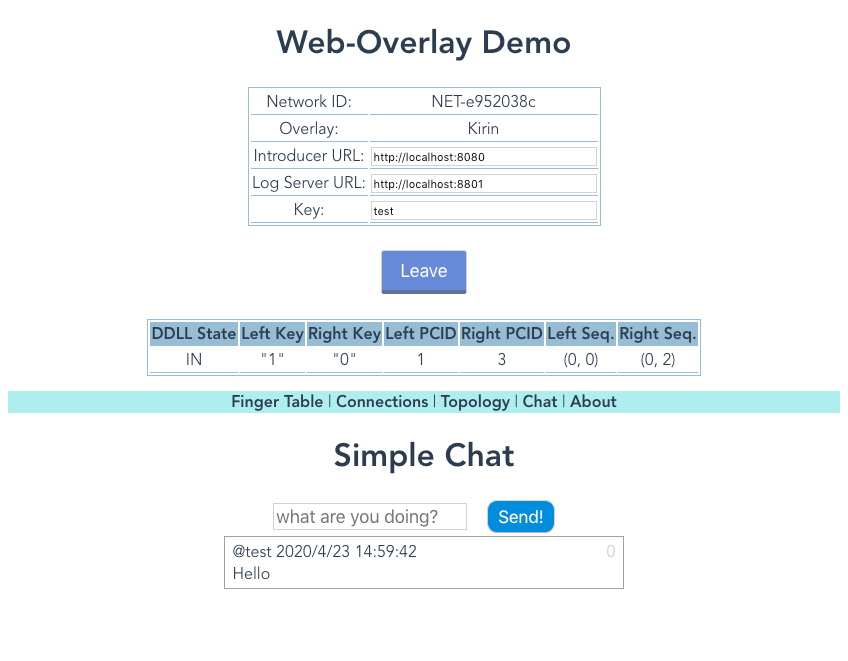 Web-Overlay Demo
Network ID: NET-e952038c
Overlay: Kirin
Introducer URL: http://localhost:8080
Log Server URL: http://localhost:8801
Key: test
Leave
DDLL State Left Key Right Key Left PCID Right PCID Left Seq. Right Seq.
IN "1" "0" 1 3 (0, 0) (0, 2)
Finger Table | Connections | Topology | Chat | About
Simple Chat
what are you doing? Send!
@test 2020/4/23 14:59:42 0
Hello